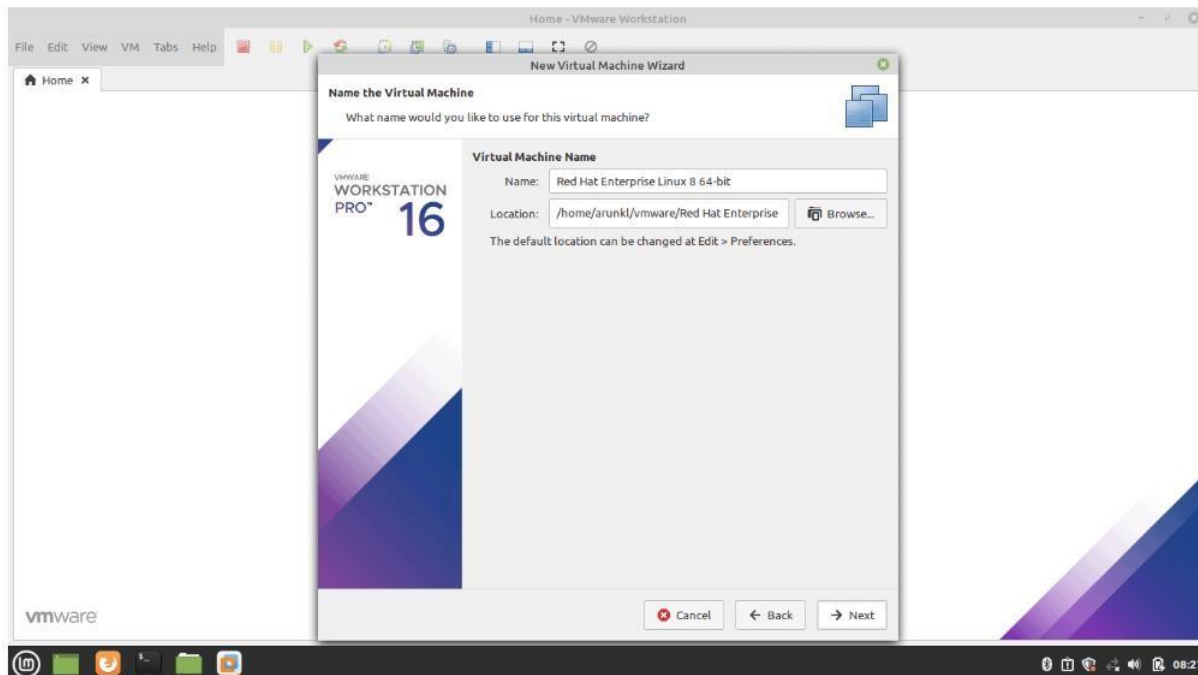 Home - VMware Workstation
File Edit View VM Tabs Help
Home
New Virtual Machine Wizard
Name the Virtual Machine
What name would you like to use for this virtual machine?
VMWARE
WORKSTATION
PRO™ 16
Virtual Machine Name
Name: Red Hat Enterprise Linux 8 64-bit
Location: /home/arunkl/vmware/Red Hat Enterprise Browse...
The default location can be changed at Edit > Preferences.
Cancel Back Next
vmware
08:2